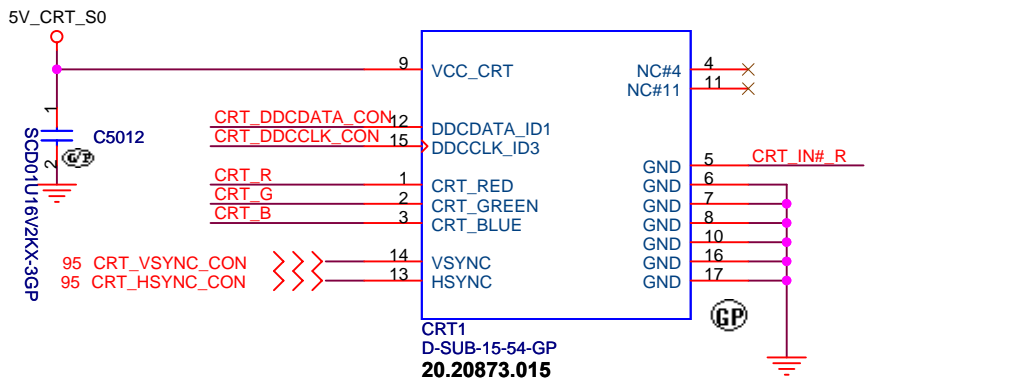 5V_CRT_S0
9 VCC_CRT
NC#4 4
NC#11 11
1
C5012
2
G/P
SCD01U16V2KX-3GP
CRT_DDCDATA_CON 12 DDCDATA_ID1
CRT_DDCCLK_CON 15 DDCCLK_ID3
CRT_R 1 CRT_RED
CRT_G 2 CRT_GREEN
CRT_B 3 CRT_BLUE
95 CRT_VSYNC_CON 14 VSYNC
95 CRT_HSYNC_CON 13 HSYNC
GND 5 CRT_IN#_R
GND 6
GND 7
GND 8
GND 10
GND 16
GND 17
GP
CRT1
D-SUB-15-54-GP
20.20873.015